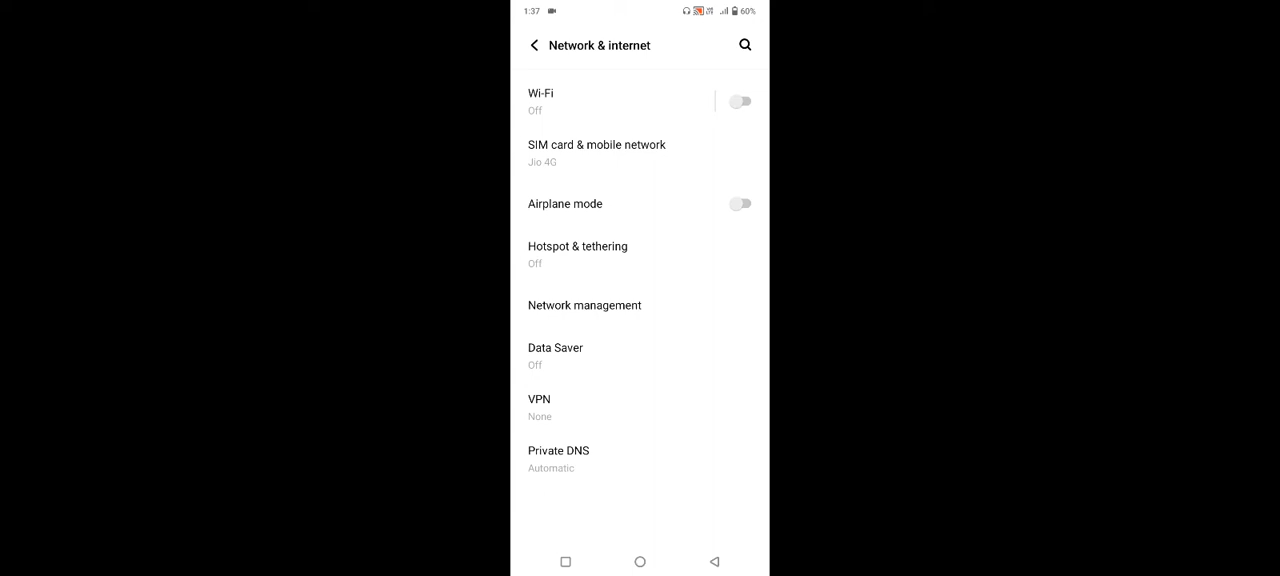 1:37 60%
Network & internet
Wi-Fi
Off
SIM card & mobile network
Jio 4G
Airplane mode
Hotspot & tethering
Off
Network management
Data Saver
Off
VPN
None
Private DNS
Automatic